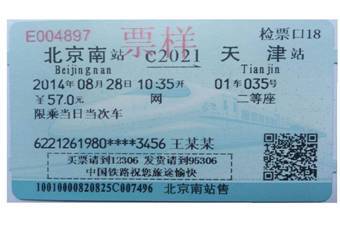 E004897 票样 检票口18
北京南站 C2021 天津站
Beijingnan Tianjin
2014年08月28日 10:35开 01车035号
￥57.0元 网 二等座
限乘当日当次车
6221261980****3456 王某某
买票请到12306 发货请到95306
中国铁路祝您旅途愉快
10010000820825C007496 北京南站售